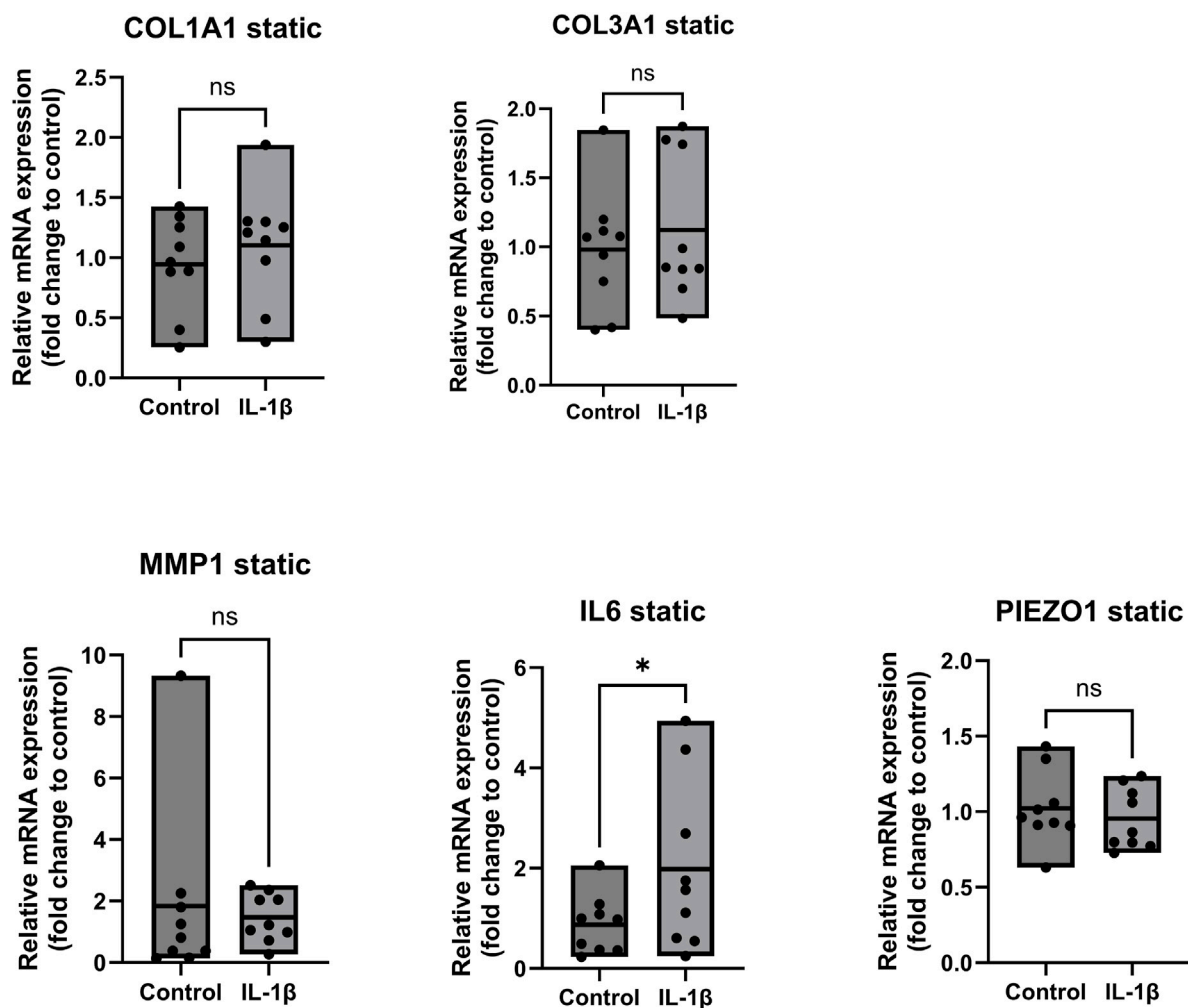 COL1A1 static
Relative mRNA expression
(fold change to control)
2.5
2.0
1.5
1.0
0.5
0.0
ns
Control
IL-1β
COL3A1 static
Relative mRNA expression
(fold change to control)
2.0
1.5
1.0
0.5
0.0
ns
Control
IL-1β
MMP1 static
Relative mRNA expression
(fold change to control)
10
8
6
4
2
0
ns
Control
IL-1β
IL6 static
Relative mRNA expression
(fold change to control)
6
4
2
0
*
Control
IL-1β
PIEZO1 static
Relative mRNA expression
(fold change to control)
2.0
1.5
1.0
0.5
0.0
ns
Control
IL-1β